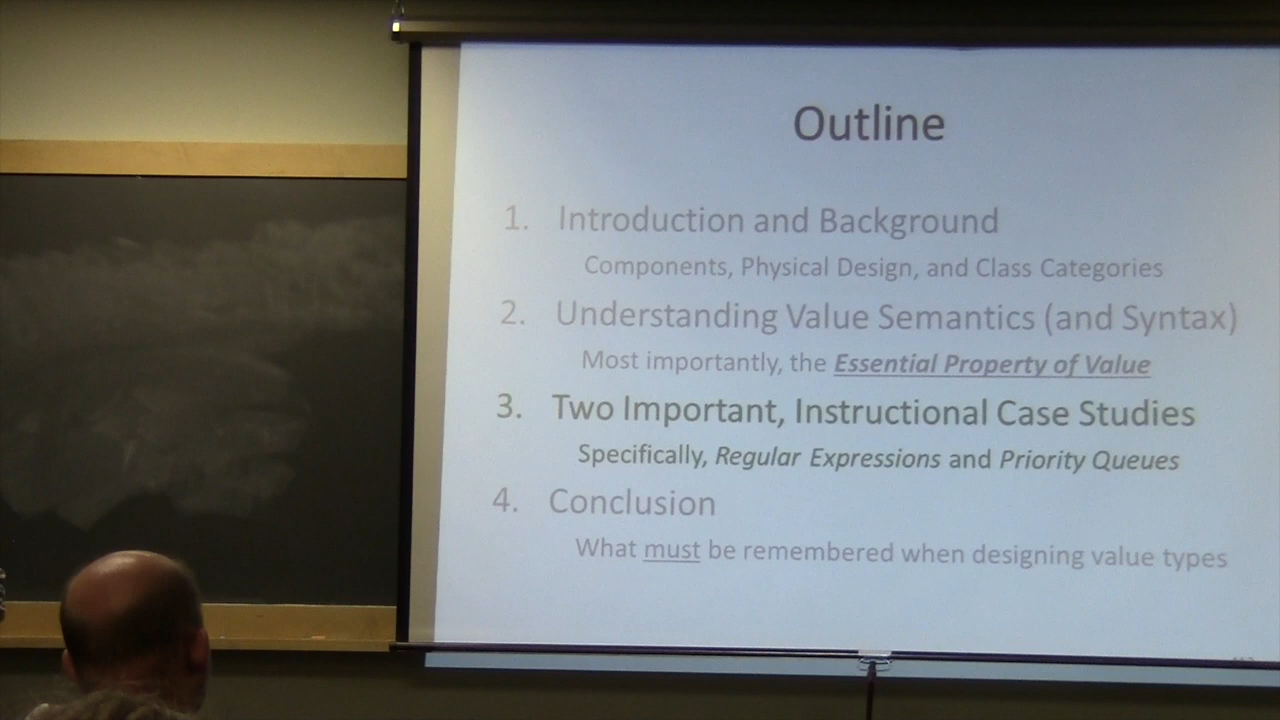 Outline
1. Introduction and Background
Components, Physical Design, and Class Categories
2. Understanding Value Semantics (and Syntax)
Most importantly, the Essential Property of Value
3. Two Important, Instructional Case Studies
Specifically, Regular Expressions and Priority Queues
4. Conclusion
What must be remembered when designing value types